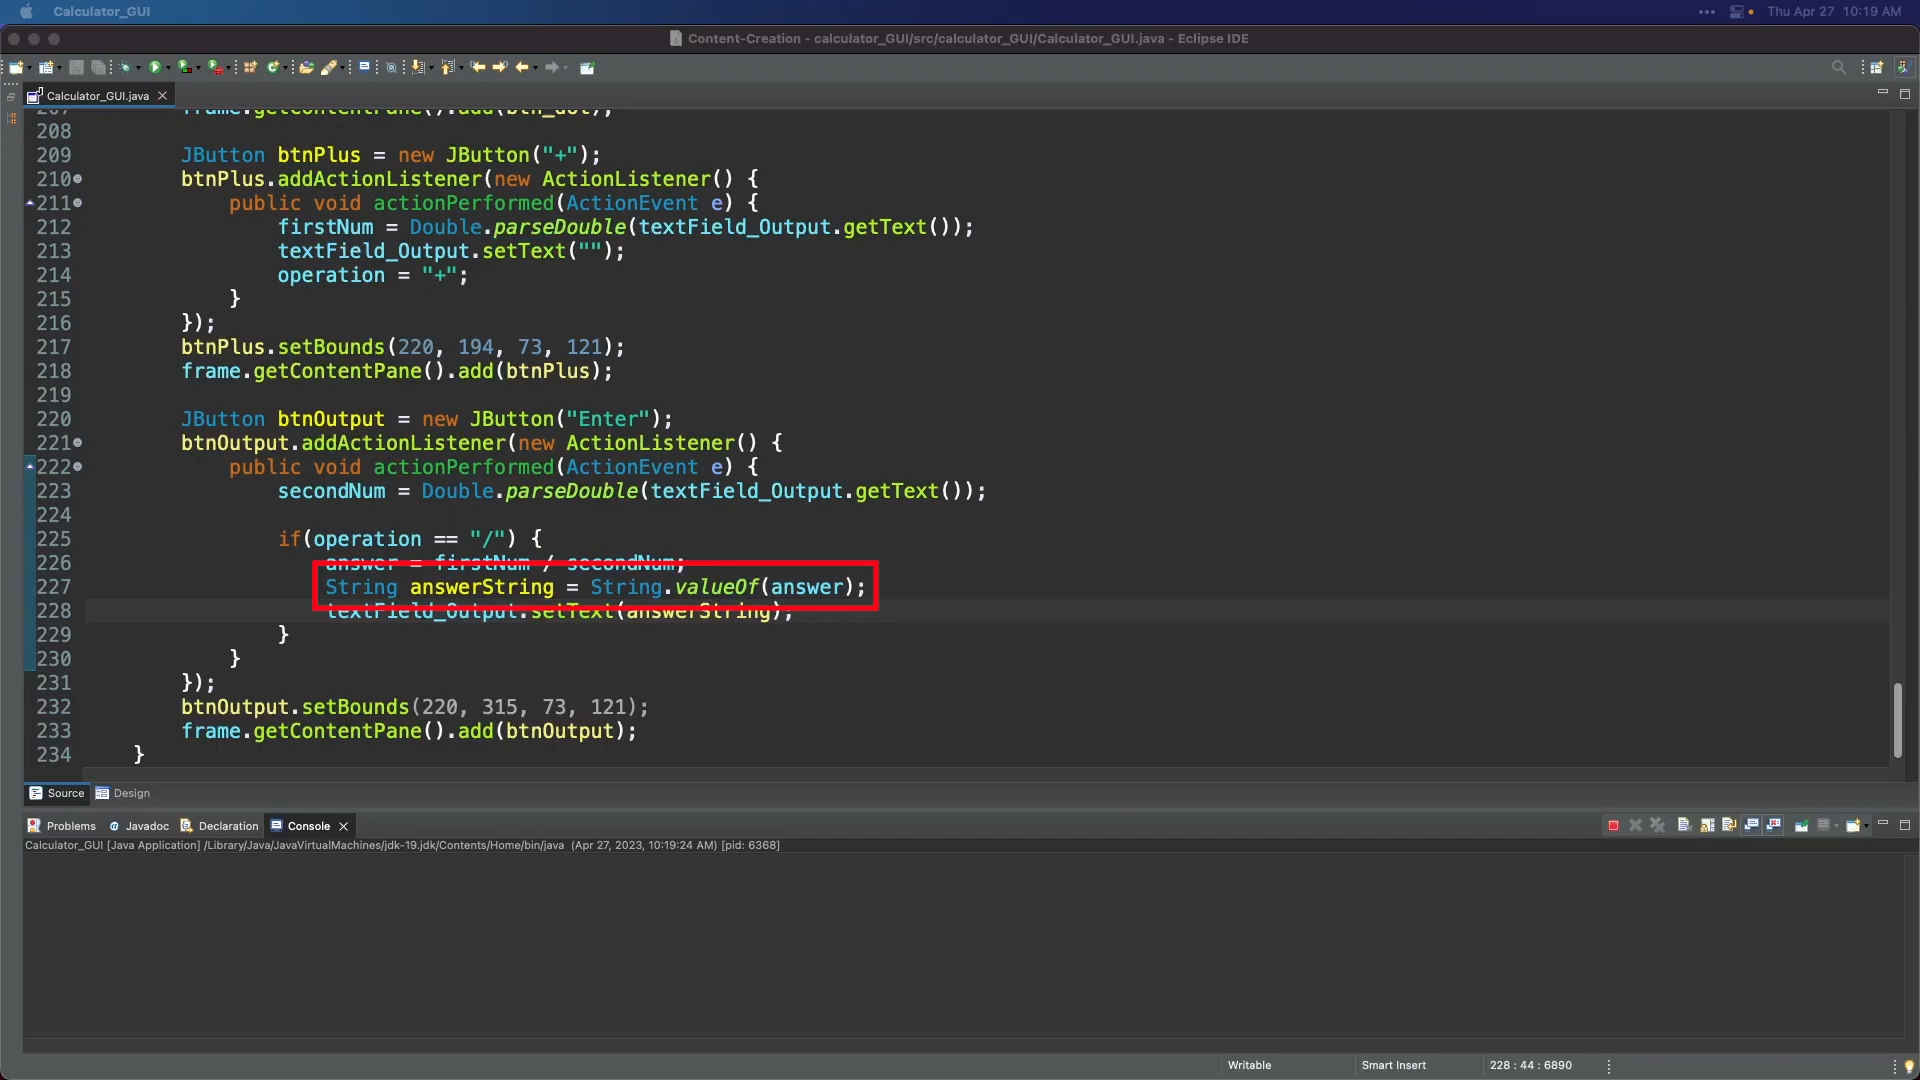 Calculator_GUI
Thu Apr 27 10:19 AM
Content-Creation - calculator_GUI/src/calculator_GUI/Calculator_GUI.java - Eclipse IDE
Calculator_GUI.java
207 frame.getContentPane().add(btn_dot);
208
209 JButton btnPlus = new JButton("+");
210 btnPlus.addActionListener(new ActionListener() {
211 public void actionPerformed(ActionEvent e) {
212 firstNum = Double.parseDouble(textField_Output.getText());
213 textField_Output.setText("");
214 operation = "+";
215 }
216 });
217 btnPlus.setBounds(220, 194, 73, 121);
218 frame.getContentPane().add(btnPlus);
219
220 JButton btnOutput = new JButton("Enter");
221 btnOutput.addActionListener(new ActionListener() {
222 public void actionPerformed(ActionEvent e) {
223 secondNum = Double.parseDouble(textField_Output.getText());
224
225 if(operation == "/") {
226 answer = firstNum / secondNum;
227 String answerString = String.valueOf(answer);
228 textField_Output.setText(answerString);
229 }
230 }
231 });
232 btnOutput.setBounds(220, 315, 73, 121);
233 frame.getContentPane().add(btnOutput);
234 }
Source Design
Problems Javadoc Declaration Console
Calculator_GUI [Java Application] /Library/Java/JavaVirtualMachines/jdk-19.jdk/Contents/Home/bin/java (Apr 27, 2023, 10:19:24 AM) [pid: 6368]
Writable Smart Insert 228 : 44 : 6890